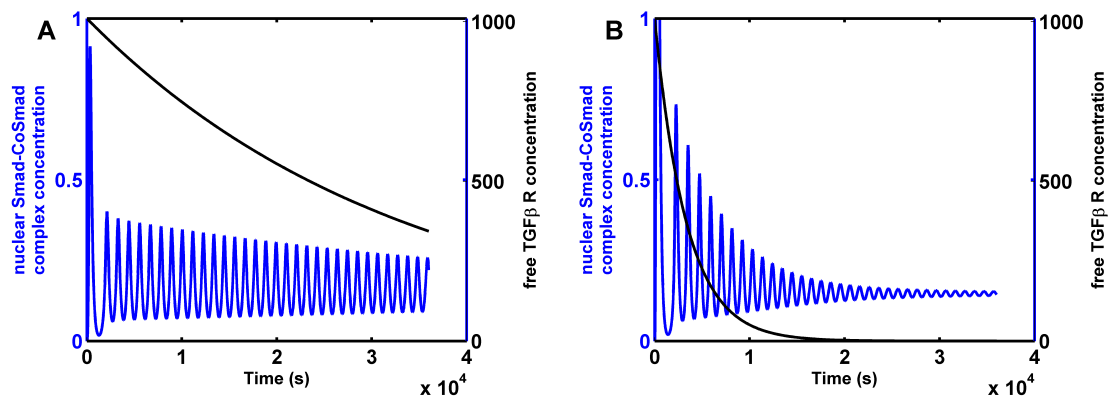 A
nuclear Smad-CoSmad
complex concentration
1
0.5
0
1000
500
0
free TGFβ R concentration
0 1 2 3 4
Time (s)
x 10^4
B
nuclear Smad-CoSmad
complex concentration
1
0.5
0
1000
500
0
free TGFβ R concentration
0 1 2 3 4
Time (s)
x 10^4